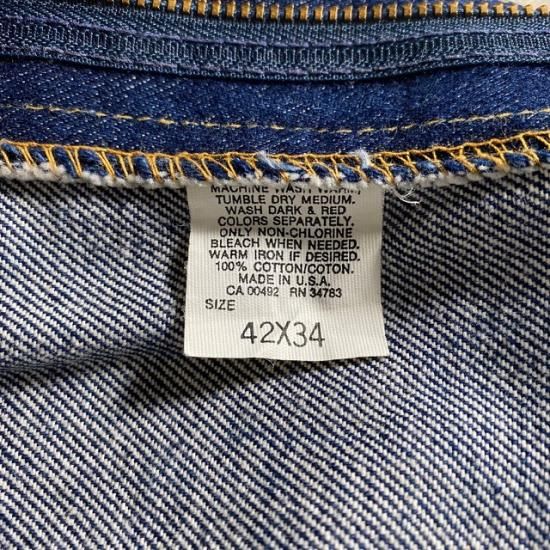 MACHINE WASH WARM,
TUMBLE DRY MEDIUM.
WASH DARK & RED
COLORS SEPARATELY.
ONLY NON-CHLORINE
BLEACH WHEN NEEDED.
WARM IRON IF DESIRED.
100% COTTON/COTON.
MADE IN U.S.A.
CA 00492 RN 34783
SIZE
42X34